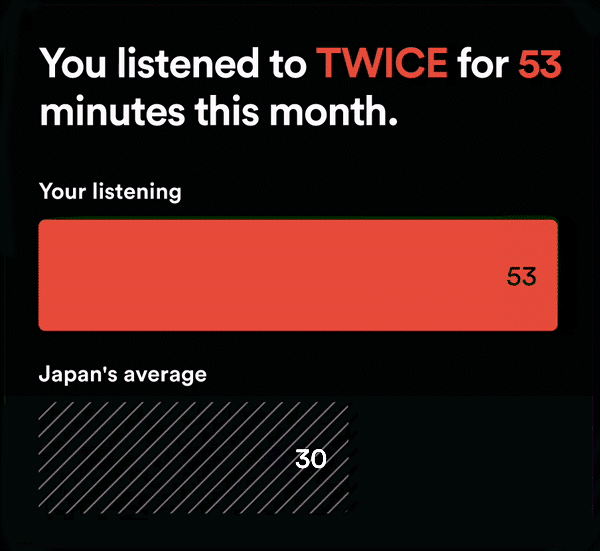 You listened to TWICE for 53
minutes this month.
Your listening
53
Japan's average
30